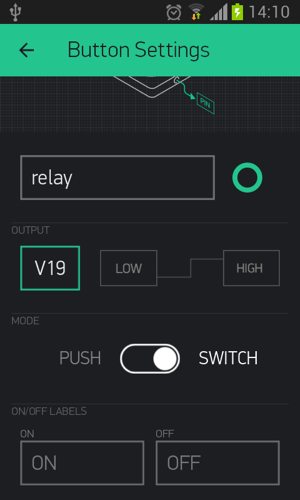 14:10
Button Settings
PIN
relay
OUTPUT
V19 LOW HIGH
MODE
PUSH SWITCH
ON/OFF LABELS
ON OFF
ON OFF